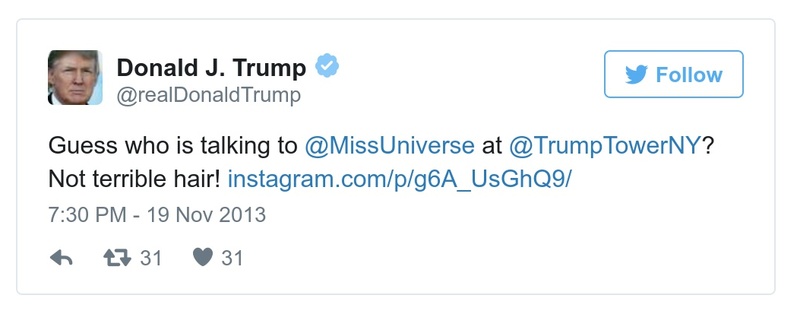 Donald J. Trump
@realDonaldTrump
Follow
Guess who is talking to @MissUniverse at @TrumpTowerNY?
Not terrible hair! instagram.com/p/g6A_UsGhQ9/
7:30 PM - 19 Nov 2013
31 31